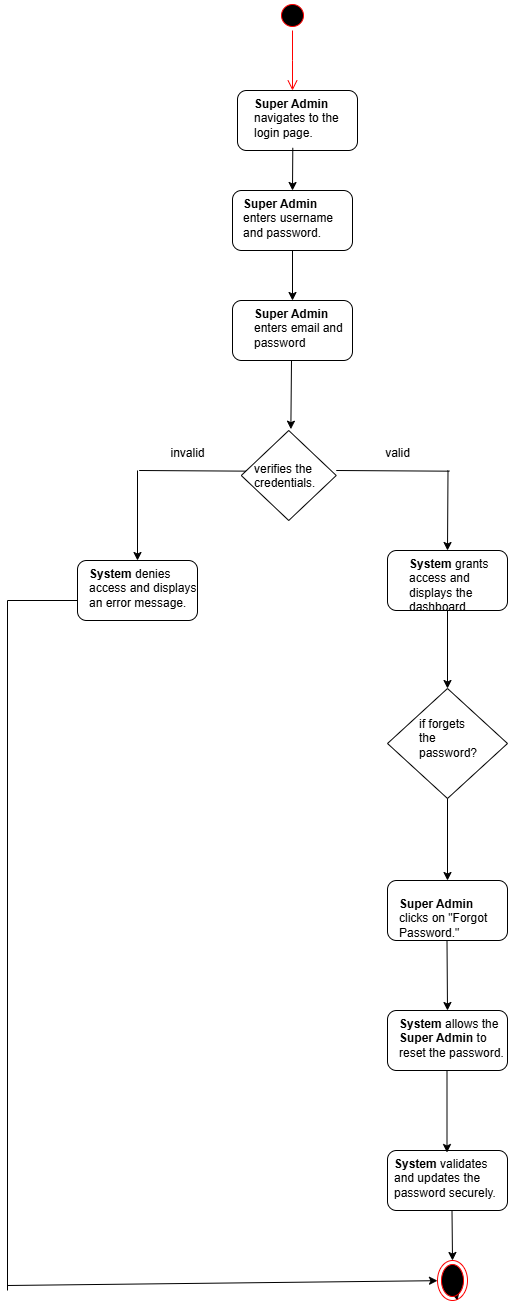 Super Admin
navigates to the
login page.
Super Admin
enters username
and password.
Super Admin
enters email and
password
invalid
valid
verifies the
credentials.
System denies
access and displays
an error message.
System grants
access and
displays the
dashboard
if forgets
the
password?
Super Admin
clicks on "Forgot
Password."
System allows the
Super Admin to
reset the password.
System validates
and updates the
password securely.